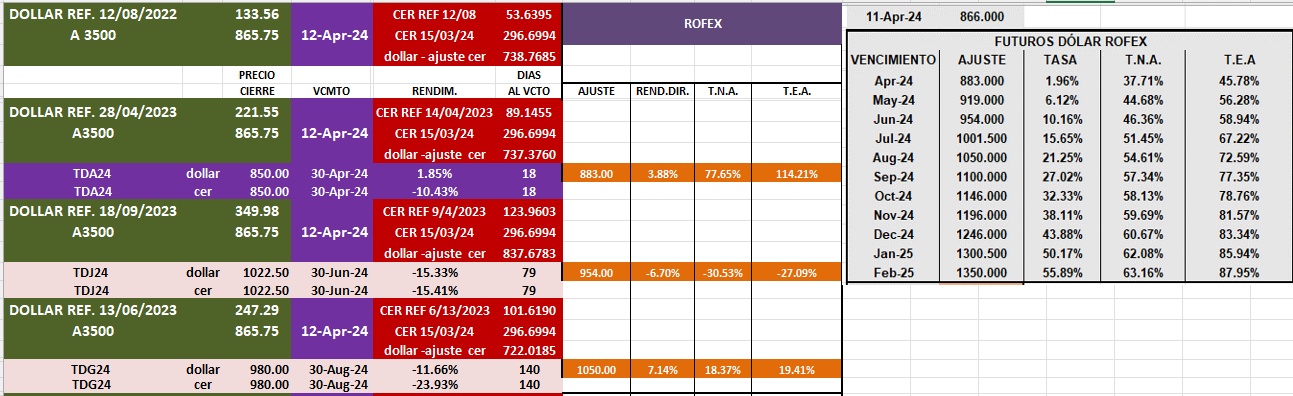 DOLLAR REF. 12/08/2022 133.56 12-Apr-24 CER REF 12/08 53.6395 ROFEX
A 3500 865.75 CER 15/03/24 296.6994
dollar - ajuste cer 738.7685
PRECIO DIAS
CIERRE VCMTO RENDIM. AL VCTO AJUSTE REND.DIR. T.N.A. T.E.A.
DOLLAR REF. 28/04/2023 221.55 12-Apr-24 CER REF 14/04/2023 89.1455
A3500 865.75 CER 15/03/24 296.6994
dollar -ajuste cer 737.3760
TDA24 dollar 850.00 30-Apr-24 1.85% 18 883.00 3.88% 77.65% 114.21%
TDA24 cer 850.00 30-Apr-24 -10.43% 18
DOLLAR REF. 18/09/2023 349.98 12-Apr-24 CER REF 9/4/2023 123.9603
A3500 865.75 CER 15/03/24 296.6994
dollar -ajuste cer 837.6783
TDJ24 dollar 1022.50 30-Jun-24 -15.33% 79 954.00 -6.70% -30.53% -27.09%
TDJ24 cer 1022.50 30-Jun-24 -15.41% 79
DOLLAR REF. 13/06/2023 247.29 12-Apr-24 CER REF 6/13/2023 101.6190
A3500 865.75 CER 15/03/24 296.6994
dollar -ajuste cer 722.0185
TDG24 dollar 980.00 30-Aug-24 -11.66% 140 1050.00 7.14% 18.37% 19.41%
TDG24 cer 980.00 30-Aug-24 -23.93% 140
11-Apr-24 866.000
FUTUROS DÓLAR ROFEX
VENCIMIENTO AJUSTE TASA T.N.A. T.E.A
Apr-24 883.000 1.96% 37.71% 45.78%
May-24 919.000 6.12% 44.68% 56.28%
Jun-24 954.000 10.16% 46.36% 58.94%
Jul-24 1001.500 15.65% 51.45% 67.22%
Aug-24 1050.000 21.25% 54.61% 72.59%
Sep-24 1100.000 27.02% 57.34% 77.35%
Oct-24 1146.000 32.33% 58.13% 78.76%
Nov-24 1196.000 38.11% 59.69% 81.57%
Dec-24 1246.000 43.88% 60.67% 83.34%
Jan-25 1300.500 50.17% 62.08% 85.94%
Feb-25 1350.000 55.89% 63.16% 87.95%